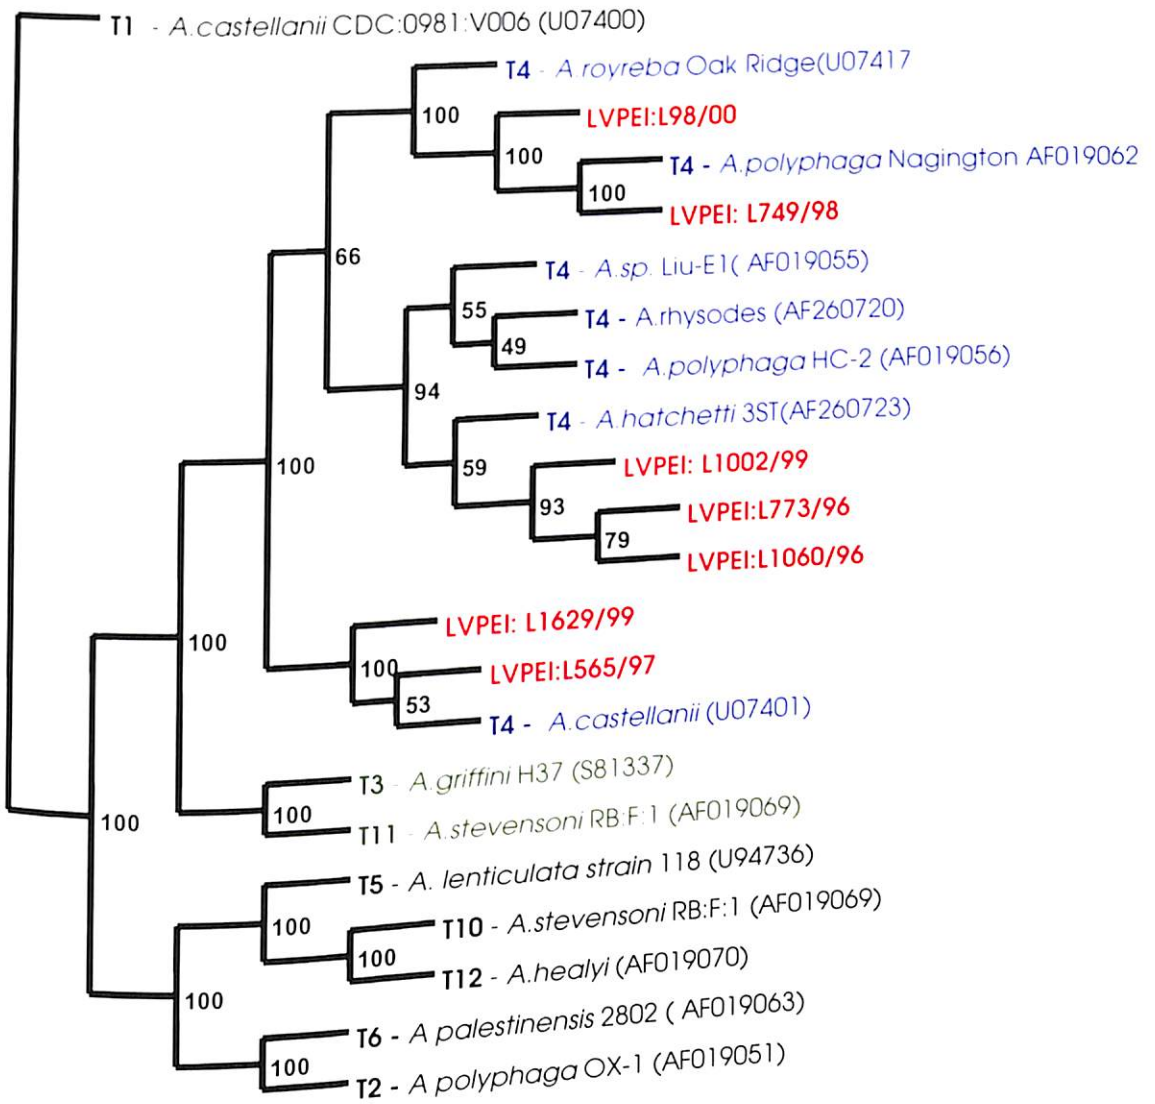 T1 - A.castellanii CDC:0981:V006 (U07400)
T4 - A.royreba Oak Ridge(U07417
100
LVPEI:L98/00
100
T4 - A.polyphaga Nagington AF019062
100
LVPEI: L749/98
66
T4 - A.sp. Liu-E1( AF019055)
55
T4 - A.rhysodes (AF260720)
49
T4 - A.polyphaga HC-2 (AF019056)
94
T4 - A.hatchetti 3ST(AF260723)
59
LVPEI: L1002/99
100
93
LVPEI:L773/96
79
LVPEI:L1060/96
LVPEI: L1629/99
100
100
LVPEI:L565/97
53
T4 - A.castellanii (U07401)
T3 - A.griffini H37 (S81337)
100
100
T11 - A.stevensoni RB:F:1 (AF019069)
T5 - A. lenticulata strain 118 (U94736)
100
T10 - A.stevensoni RB:F:1 (AF019069)
100
T12 - A.healyi (AF019070)
100
T6 - A palestinensis 2802 ( AF019063)
100
T2 - A polyphaga OX-1 (AF019051)